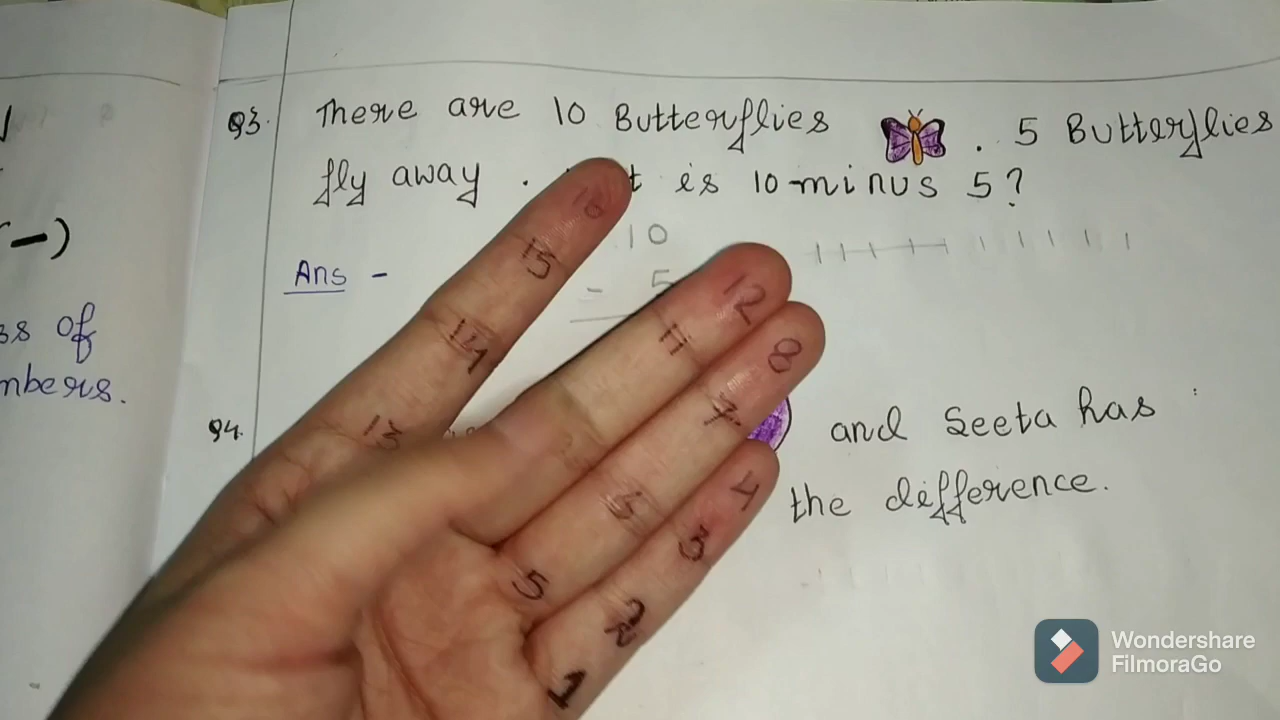 Q3. There are 10 Butterflies . 5 Butterflies
fly away . is 10 minus 5?
10
Ans -
- 5
(-)
of
mbers.
Q4. and Seeta has
the difference.
16
15
14
13
12
11
8
7
6
5
4
3
2
1
Wondershare
FilmoraGo